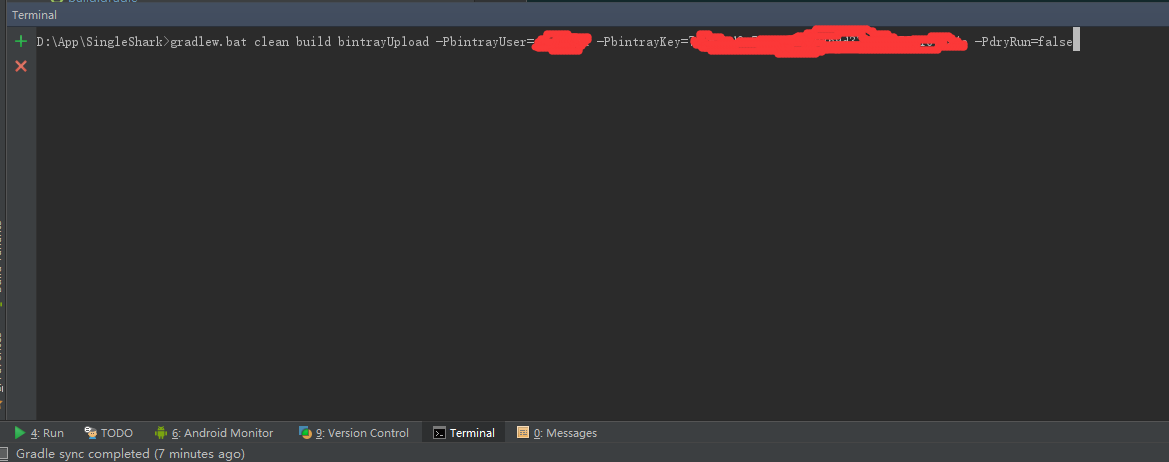 Terminal
D:\App\SingleShark>gradlew.bat clean build bintrayUpload -PbintrayUser= -PbintrayKey= -PdryRun=false
4: Run TODO 6: Android Monitor 9: Version Control Terminal 0: Messages
Gradle sync completed (7 minutes ago)